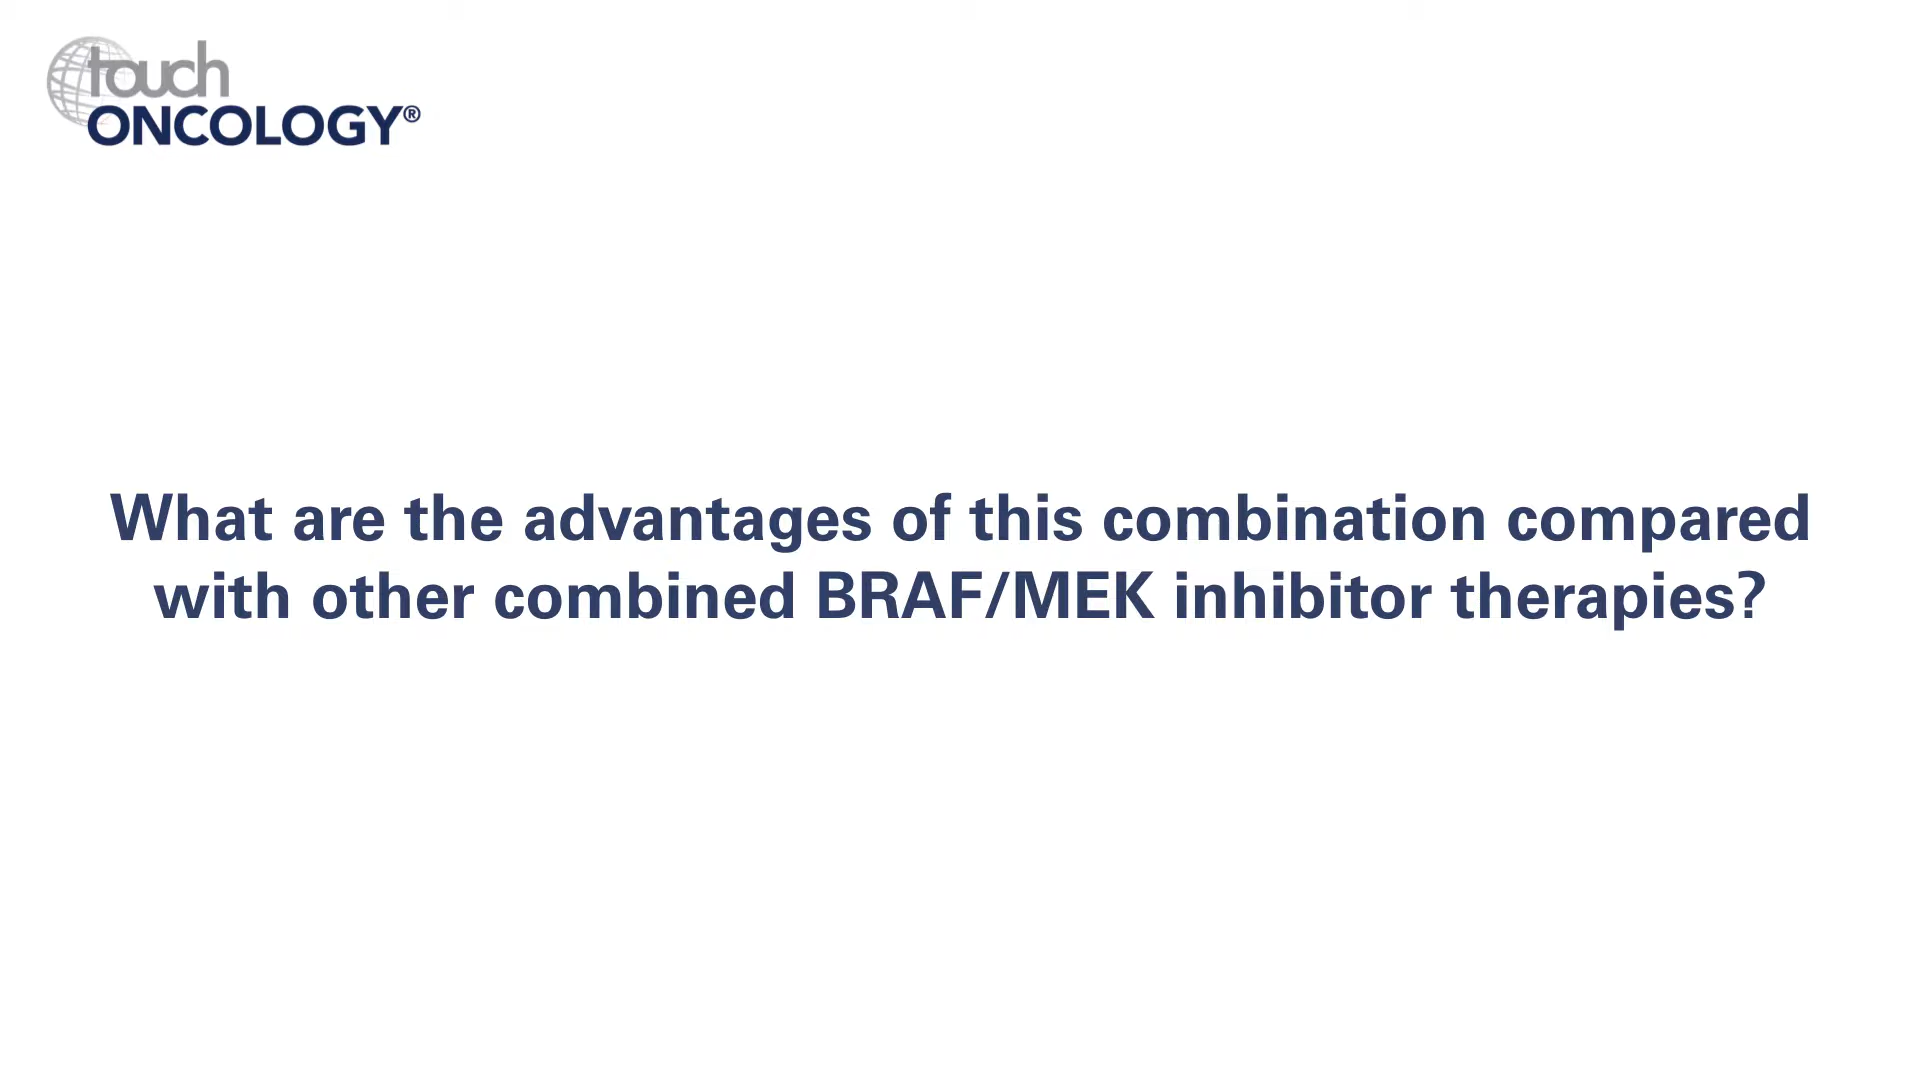 touch
ONCOLOGY®
What are the advantages of this combination compared
with other combined BRAF/MEK inhibitor therapies?